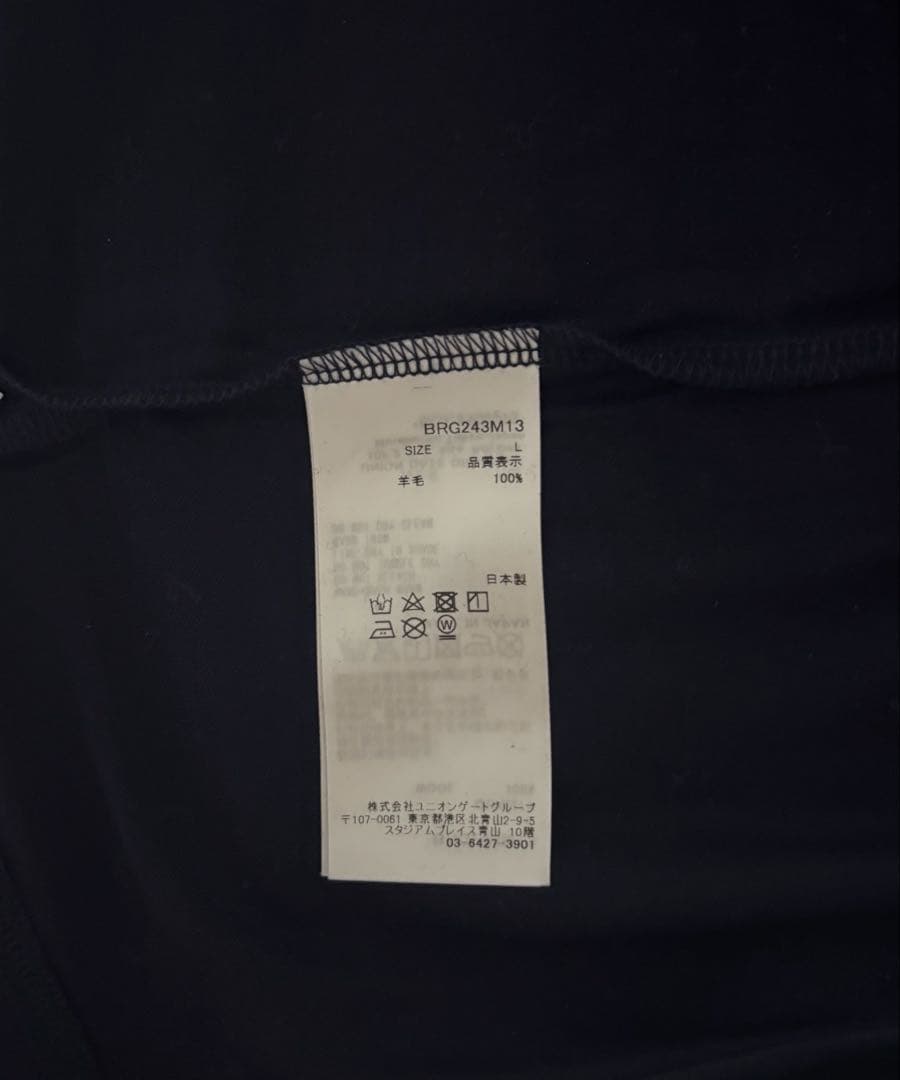 BRG243M13
SIZE L
品質表示
羊毛 100%
日本製
W
株式会社ユニオンゲートグループ
〒107-0061 東京都港区北青山2-9-5
スタジアムプレイス青山 10階
03-6427-3901